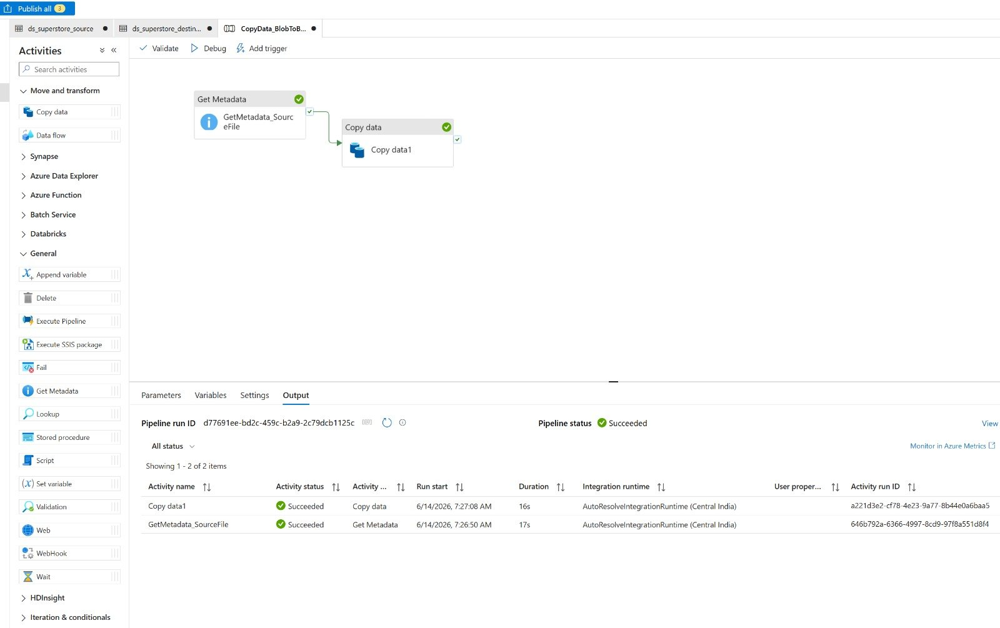 Publish all 3
ds_superstore_source
ds_superstore_destin...
CopyData_BlobToB...
Activities
Validate
Debug
Add trigger
Search activities
Move and transform
Copy data
Data flow
Synapse
Azure Data Explorer
Azure Function
Batch Service
Databricks
General
Append variable
Delete
Execute Pipeline
Execute SSIS package
Fail
Get Metadata
Lookup
Stored procedure
Script
Set variable
Validation
Web
WebHook
Wait
HDInsight
Iteration & conditionals
Get Metadata
GetMetadata_Sourc
eFile
Copy data
Copy data1
Parameters Variables Settings Output
Pipeline run ID d77691ee-bd2c-459c-b2a9-2c79dcb1125c
Pipeline status Succeeded
View
All status
Monitor in Azure Metrics
Showing 1 - 2 of 2 items
Activity name Activity status Activity ... Run start Duration Integration runtime User proper... Activity run ID
Copy data1 Succeeded Copy data 6/14/2026, 7:27:08 AM 16s AutoResolveIntegrationRuntime (Central India) a221d3e2-cf78-4e23-9a77-8b44e0a6baa5
GetMetadata_SourceFile Succeeded Get Metadata 6/14/2026, 7:26:50 AM 17s AutoResolveIntegrationRuntime (Central India) 646b792a-6366-4997-8cd9-97f8a551d8f4